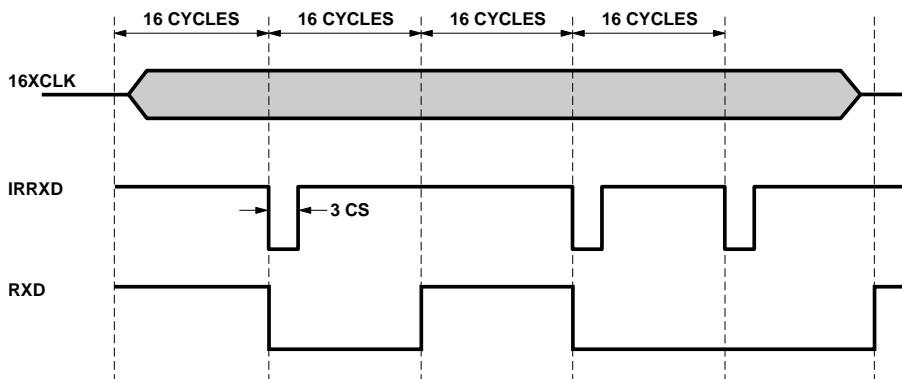 16 CYCLES 16 CYCLES 16 CYCLES 16 CYCLES
16XCLK
IRRXD
3 CS
RXD